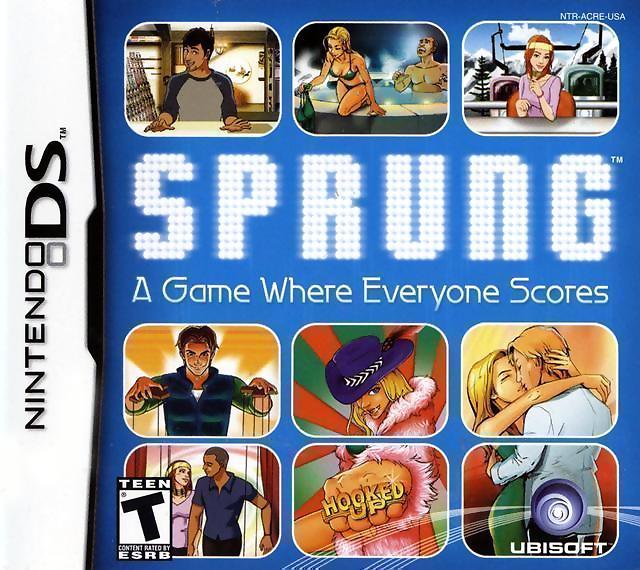 NTR-ACRE-USA
NINTENDO DS™
SPRUNG™
A Game Where Everyone Scores
HOOKED
UP
TEEN
T
®
CONTENT RATED BY
ESRB
UBISOFT